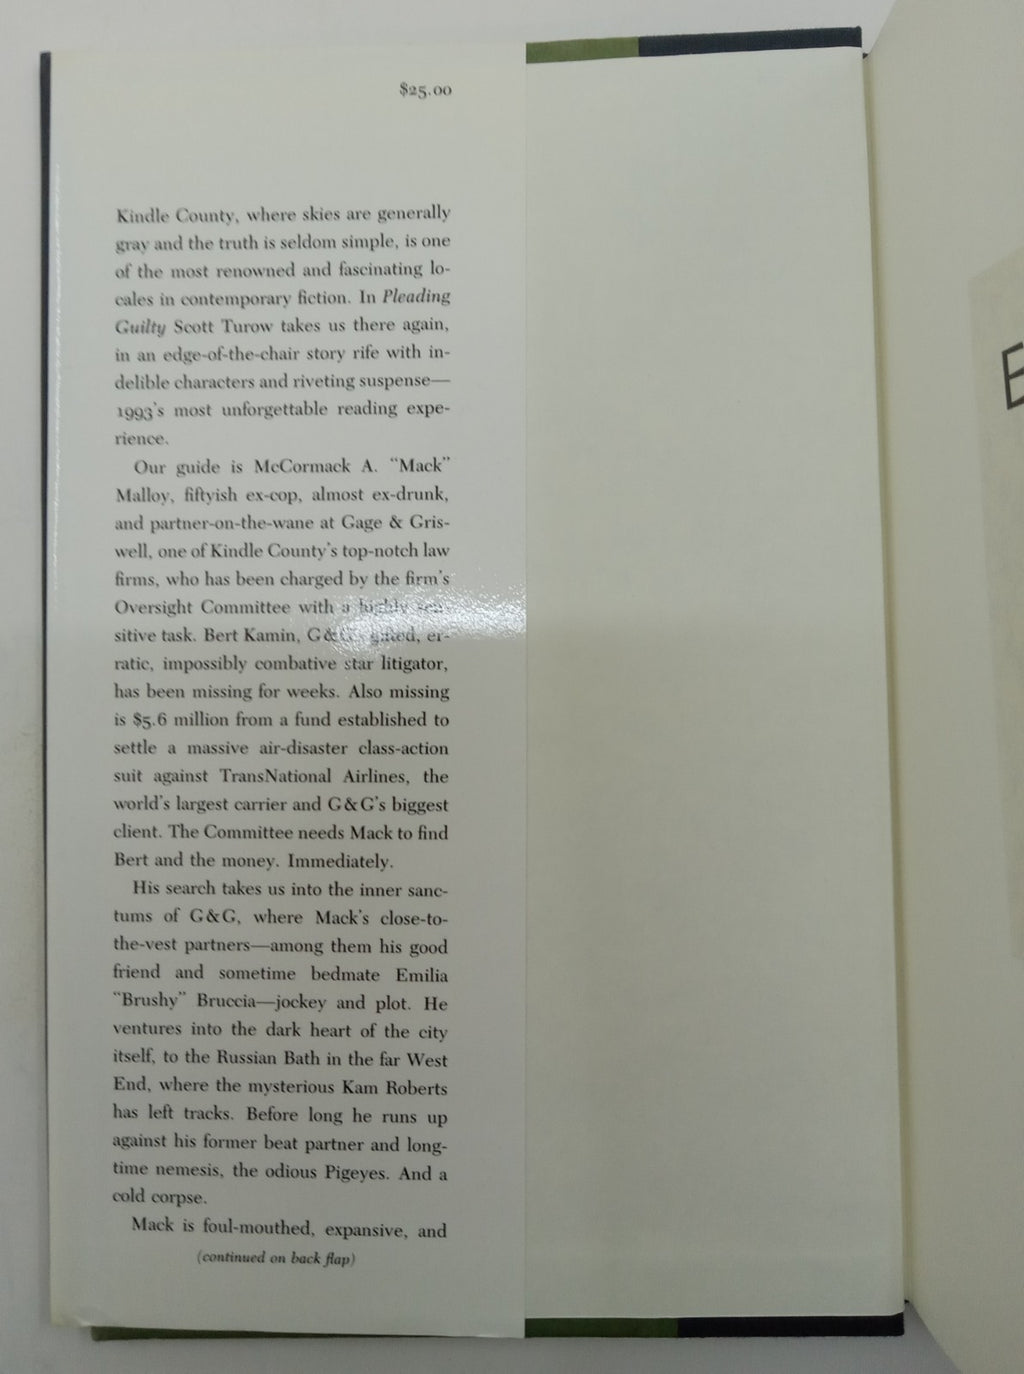 $25.00
Kindle County, where skies are generally
gray and the truth is seldom simple, is one
of the most renowned and fascinating lo-
cales in contemporary fiction. In Pleading
Guilty Scott Turow takes us there again,
in an edge-of-the-chair story rife with in-
delible characters and riveting suspense—
1993's most unforgettable reading expe-
rience.
Our guide is McCormack A. "Mack"
Malloy, fiftyish ex-cop, almost ex-drunk,
and partner-on-the-wane at Gage & Gris-
well, one of Kindle County's top-notch law
firms, who has been charged by the firm's
Oversight Committee with a highly sen-
sitive task. Bert Kamin, G&G's gifted, er-
ratic, impossibly combative star litigator,
has been missing for weeks. Also missing
is $5.6 million from a fund established to
settle a massive air-disaster class-action
suit against TransNational Airlines, the
world's largest carrier and G&G's biggest
client. The Committee needs Mack to find
Bert and the money. Immediately.
His search takes us into the inner sanc-
tums of G&G, where Mack's close-to-
the-vest partners—among them his good
friend and sometime bedmate Emilia
"Brushy" Bruccia—jockey and plot. He
ventures into the dark heart of the city
itself, to the Russian Bath in the far West
End, where the mysterious Kam Roberts
has left tracks. Before long he runs up
against his former beat partner and long-
time nemesis, the odious Pigeyes. And a
cold corpse.
Mack is foul-mouthed, expansive, and
(continued on back flap)